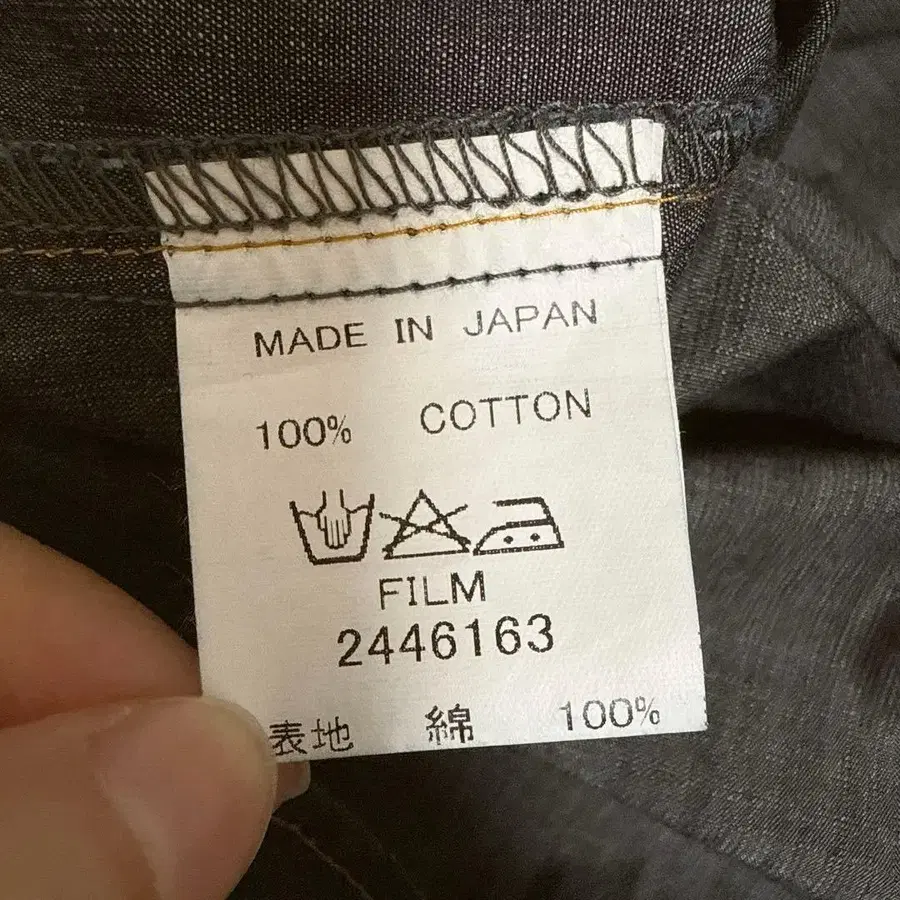 MADE IN JAPAN
100% COTTON
FILM
2446163
表地 綿 100%